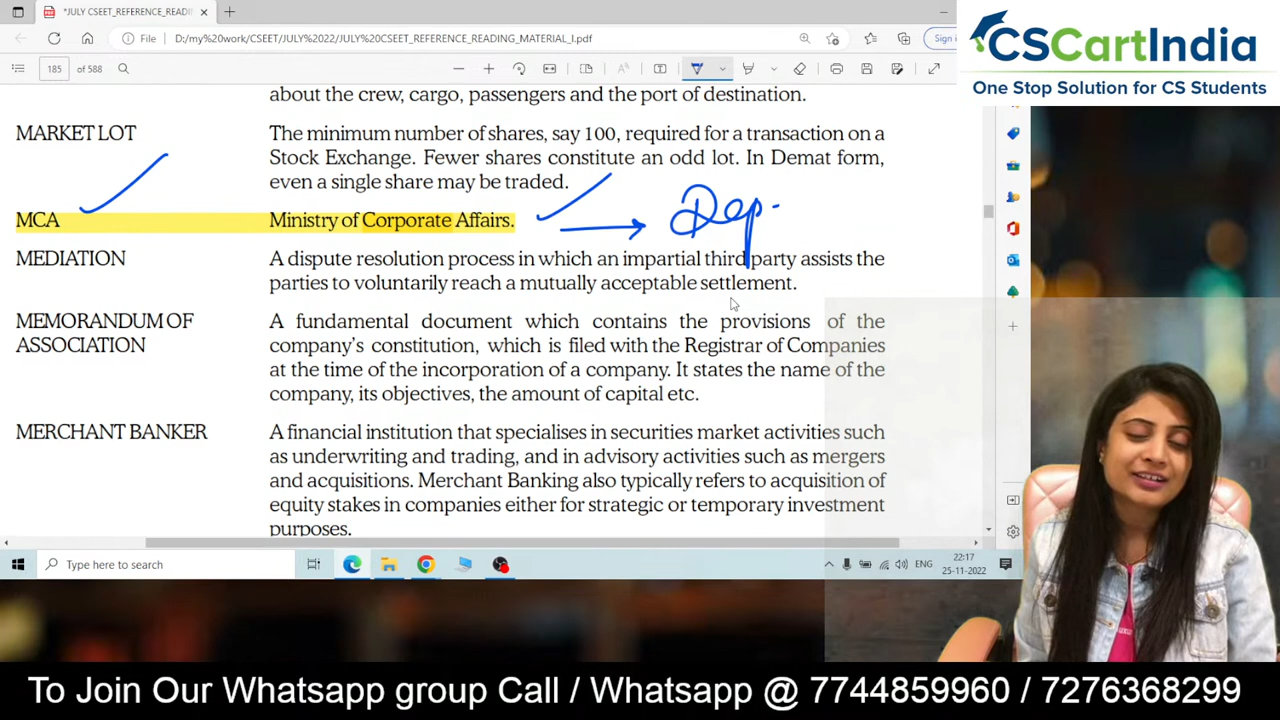 *JULY CSEET_REFERENCE_READIN
CSCartIndia
One Stop Solution for CS Students
File
D:/my%20work/CSEET/JULY%202022/JULY%20CSEET_REFERENCE_READING_MATERIAL_I.pdf
Sign i
185 of 588
about the crew, cargo, passengers and the port of destination.
MARKET LOT
The minimum number of shares, say 100, required for a transaction on a
Stock Exchange. Fewer shares constitute an odd lot. In Demat form,
even a single share may be traded.
MCA
Ministry of Corporate Affairs.
Dep.
MEDIATION
A dispute resolution process in which an impartial third party assists the
parties to voluntarily reach a mutually acceptable settlement.
MEMORANDUM OF
ASSOCIATION
A fundamental document which contains the provisions of the
company's constitution, which is filed with the Registrar of Companies
at the time of the incorporation of a company. It states the name of the
company, its objectives, the amount of capital etc.
MERCHANT BANKER
A financial institution that specialises in securities market activities such
as underwriting and trading, and in advisory activities such as mergers
and acquisitions. Merchant Banking also typically refers to acquisition of
equity stakes in companies either for strategic or temporary investment
purposes.
Type here to search
ENG
22:17
25-11-2022
To Join Our Whatsapp group Call / Whatsapp @ 7744859960 / 7276368299